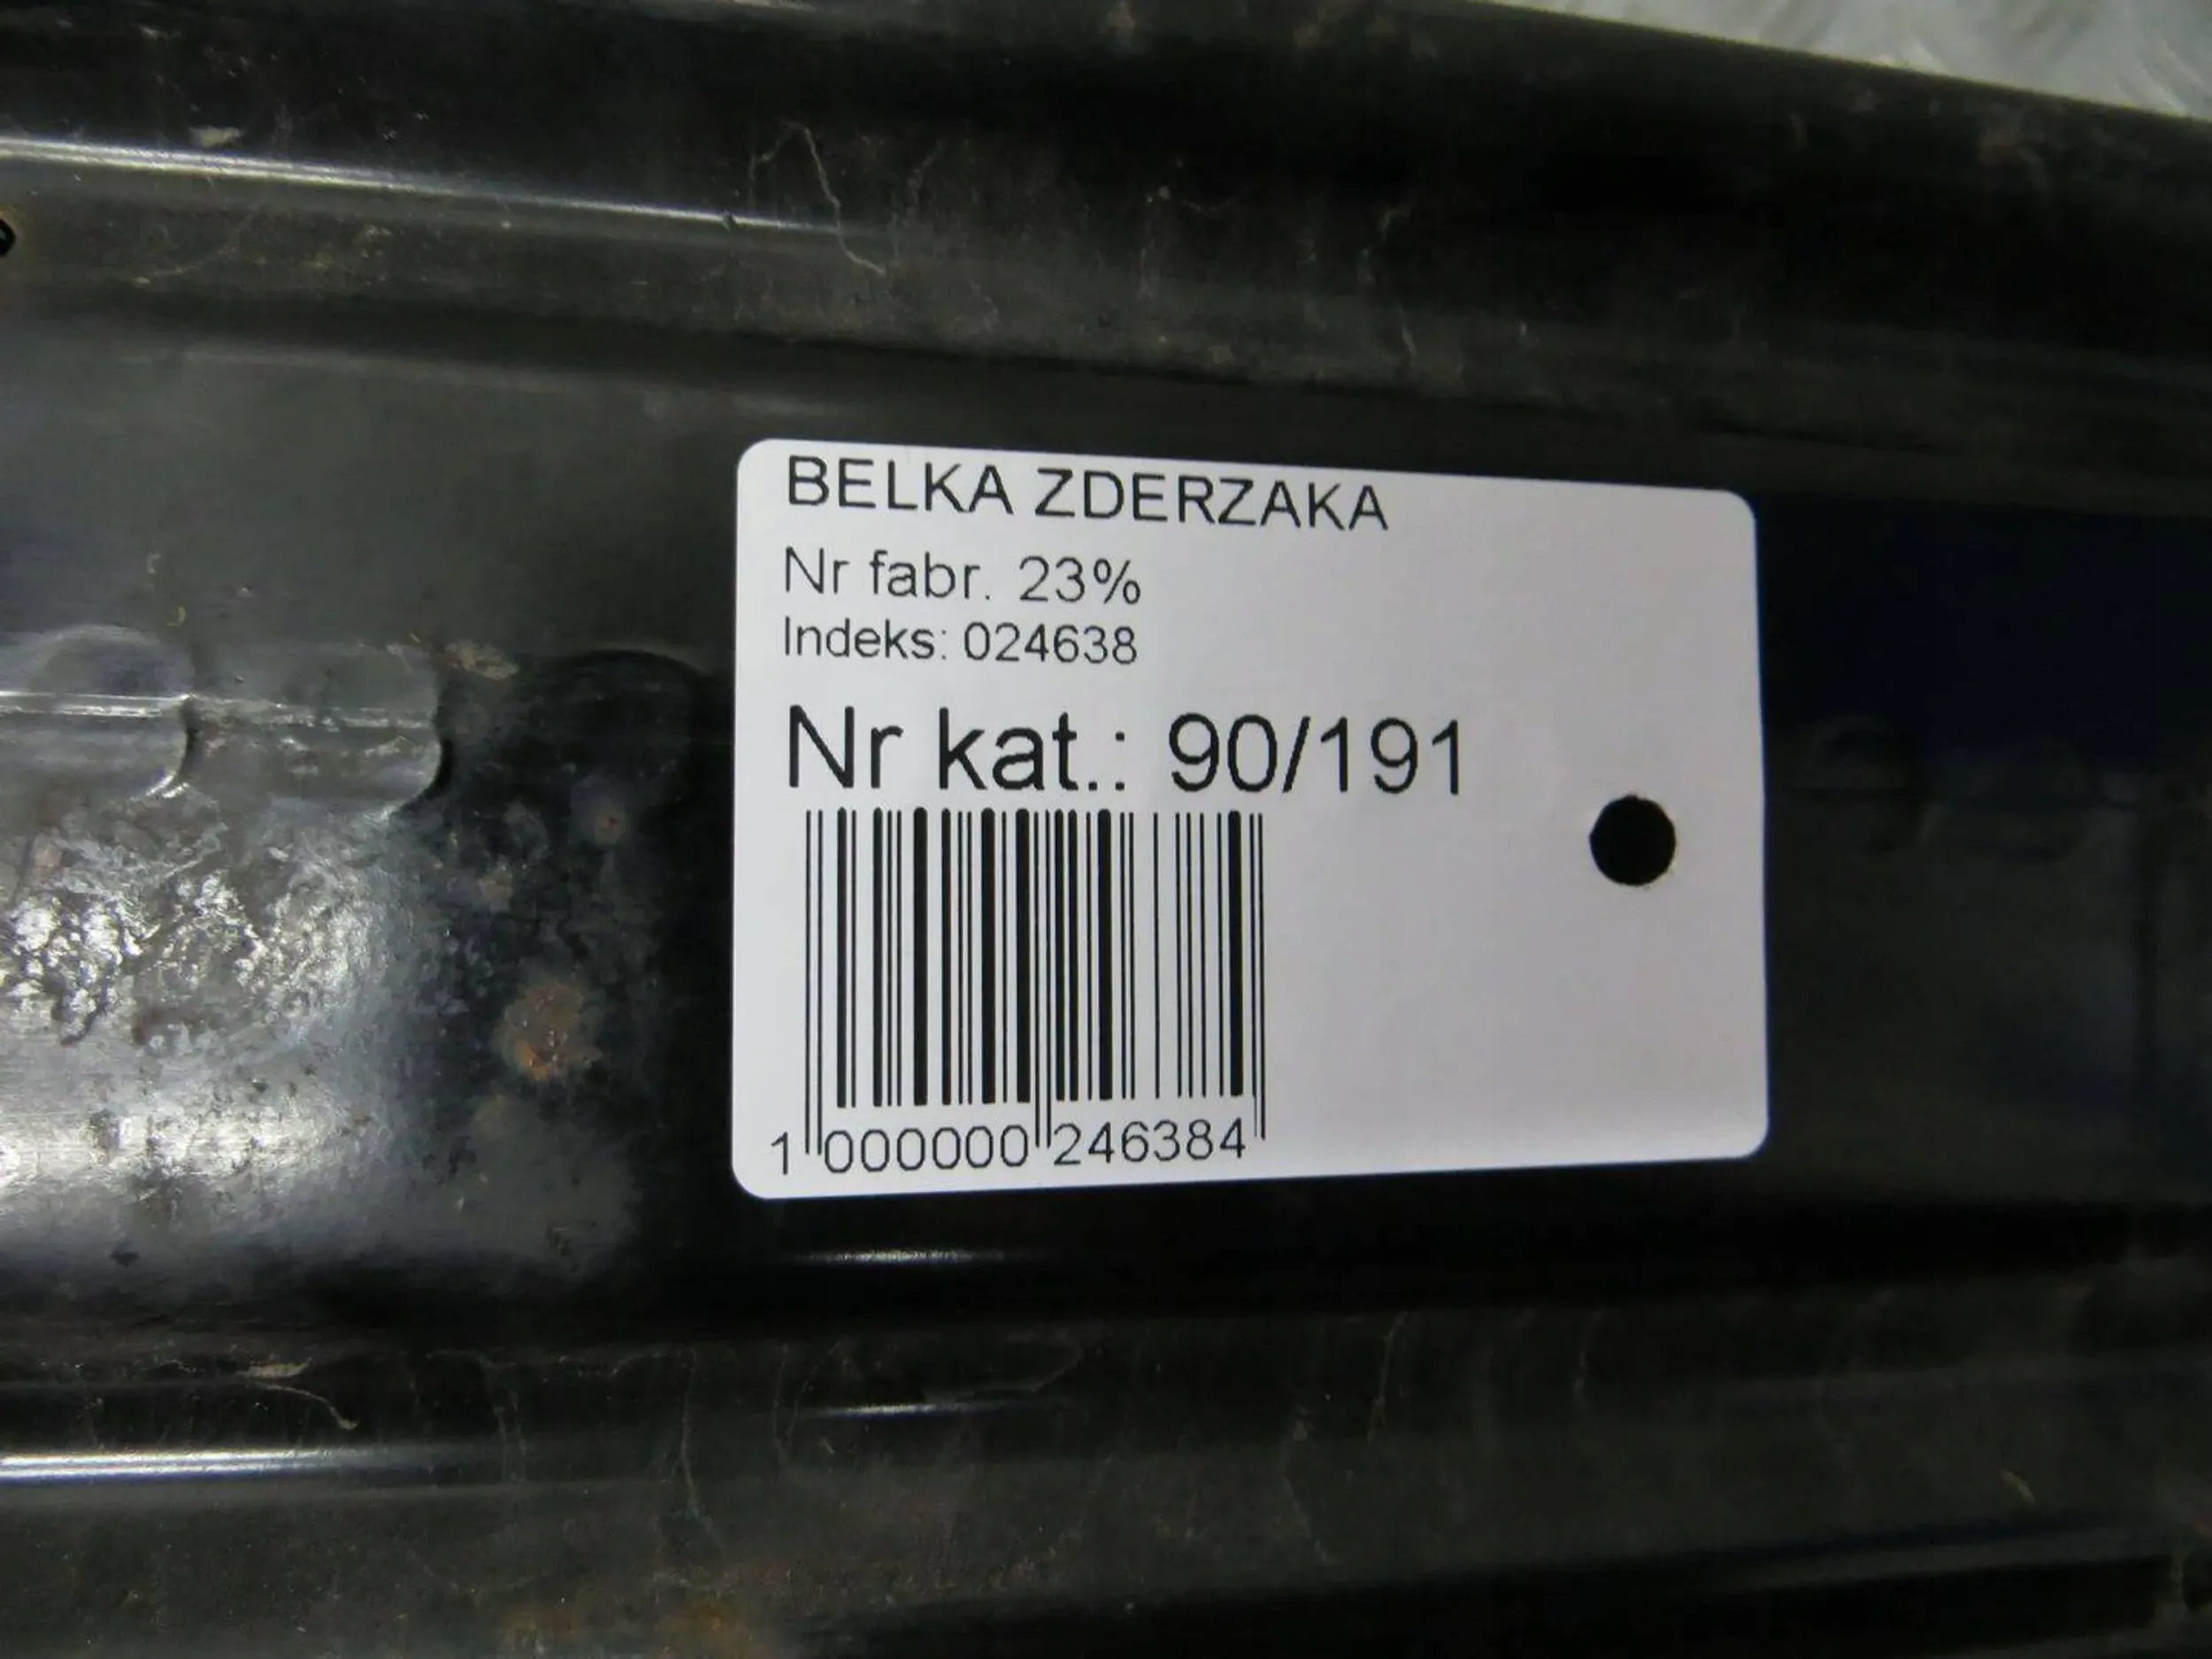 BELKA ZDERZAKA
Nr fabr. 23%
Indeks: 024638
Nr kat.: 90/191
1 000000 246384